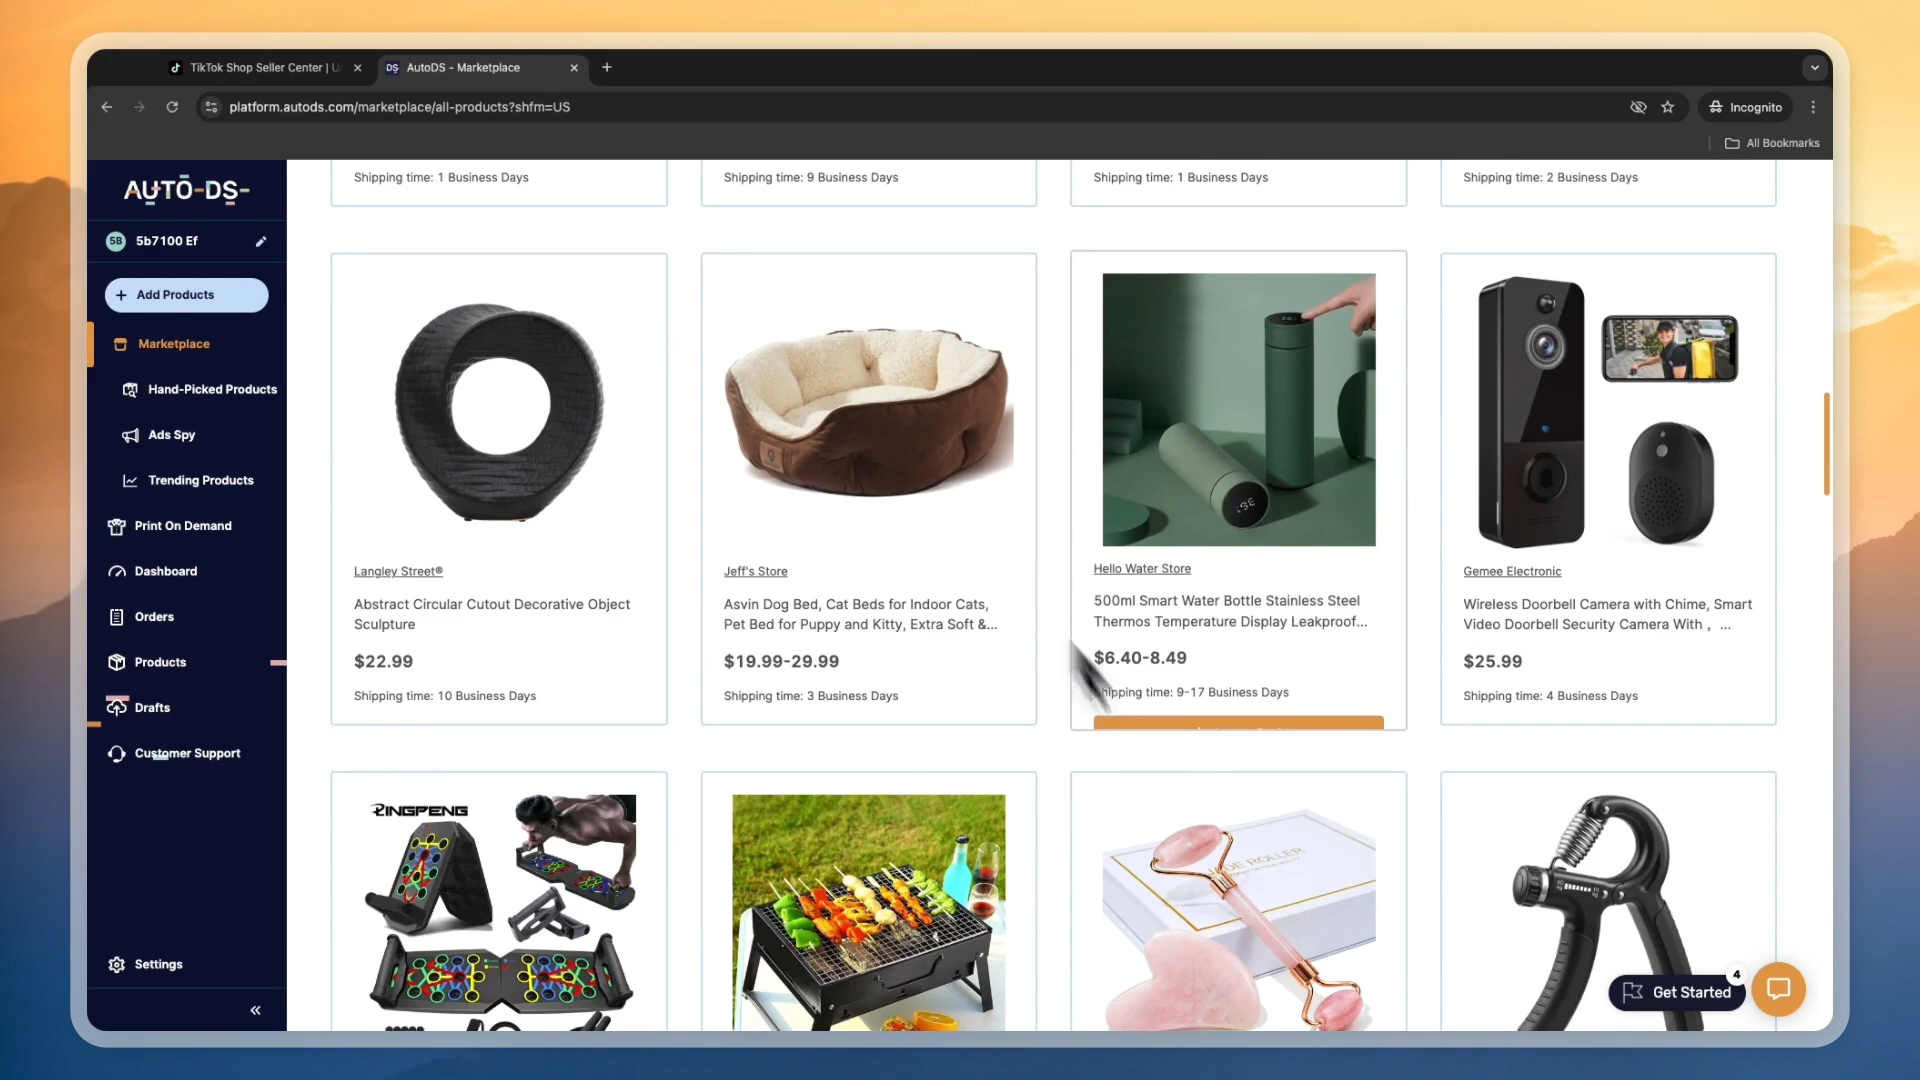 TikTok Shop Seller Center | U
AutoDS - Marketplace
platform.autods.com/marketplace/all-products?shfm=US
Incognito
All Bookmarks
AUTO-DS-
5B
5b7100 Ef
Add Products
Marketplace
Hand-Picked Products
Ads Spy
Trending Products
Print On Demand
Dashboard
Orders
Products
Drafts
Customer Support
Settings
Shipping time: 1 Business Days
Shipping time: 9 Business Days
Shipping time: 1 Business Days
Shipping time: 2 Business Days
Langley Street®
Abstract Circular Cutout Decorative Object
Sculpture
$22.99
Shipping time: 10 Business Days
Jeff's Store
Asvin Dog Bed, Cat Beds for Indoor Cats,
Pet Bed for Puppy and Kitty, Extra Soft &...
$19.99-29.99
Shipping time: 3 Business Days
Hello Water Store
500ml Smart Water Bottle Stainless Steel
Thermos Temperature Display Leakproof...
$6.40-8.49
Shipping time: 9-17 Business Days
Gemee Electronic
Wireless Doorbell Camera with Chime, Smart
Video Doorbell Security Camera With , ...
$25.99
Shipping time: 4 Business Days
JADE ROLLER
Get Started
4